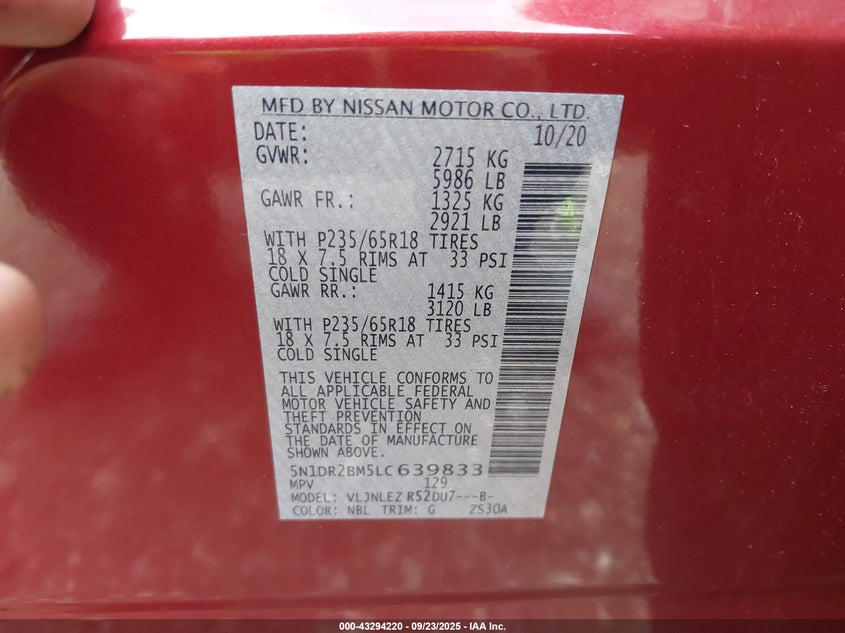 MFD BY NISSAN MOTOR CO., LTD.
DATE: 10/20
GVWR: 2715 KG
5986 LB
GAWR FR.: 1325 KG
2921 LB
WITH P235/65R18 TIRES
18 X 7.5 RIMS AT 33 PSI
COLD SINGLE
GAWR RR.: 1415 KG
3120 LB
WITH P235/65R18 TIRES
18 X 7.5 RIMS AT 33 PSI
COLD SINGLE
THIS VEHICLE CONFORMS TO
ALL APPLICABLE FEDERAL
MOTOR VEHICLE SAFETY AND
THEFT PREVENTION
STANDARDS IN EFFECT ON
THE DATE OF MANUFACTURE
SHOWN ABOVE.
5N1DR2BM5LC639833
MPV 129
MODEL: VLJNLEZ R52DU7---B-
COLOR: NBL TRIM: G ZS30A
000-43294220 - 09/23/2025 - IAA Inc.